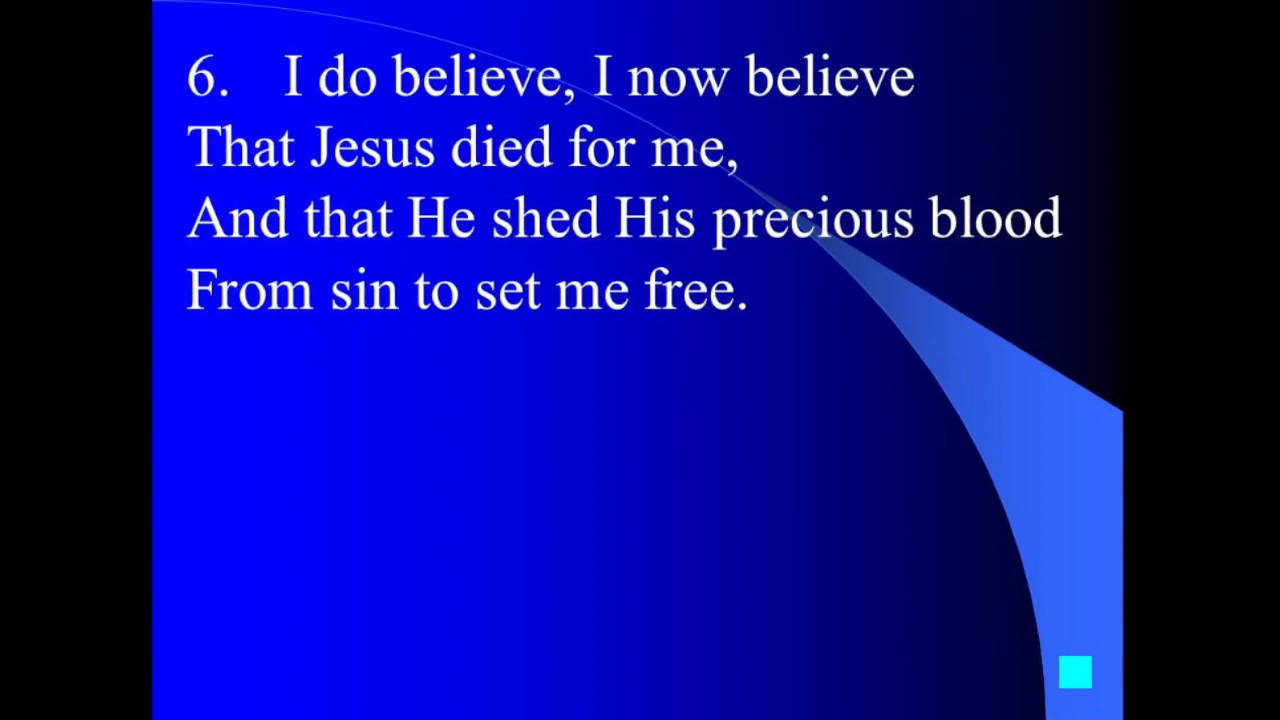 6. I do believe, I now believe
That Jesus died for me,
And that He shed His precious blood
From sin to set me free.